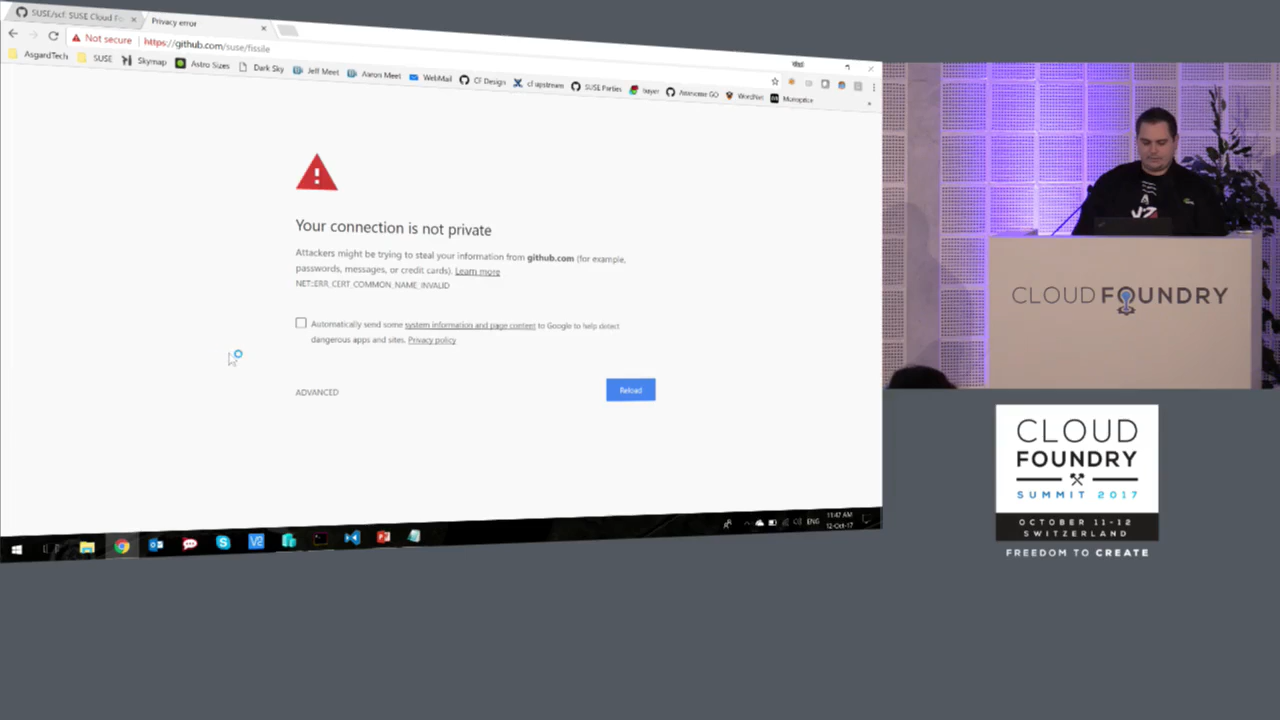 SUSE/scf: SUSE Cloud Fo
Privacy error
Not secure
https://github.com/suse/fissile
AsgardTech
SUSE
Skymap
Astro Sizes
Dark Sky
Jeff Meet
Aaron Meet
WebMail
CF Design
cf upstream
SUSE Parties
Awesome GO
WordNet
Your connection is not private
Attackers might be trying to steal your information from github.com (for example,
passwords, messages, or credit cards). Learn more
NET::ERR_CERT_COMMON_NAME_INVALID
Automatically send some system information and page content to Google to help detect
dangerous apps and sites. Privacy policy
ADVANCED
Reload
ENG
11:47 AM
12-Oct-17
CLOUD FOUNDRY
CLOUD
FOUNDRY
SUMMIT 2017
OCTOBER 11-12
SWITZERLAND
FREEDOM TO CREATE